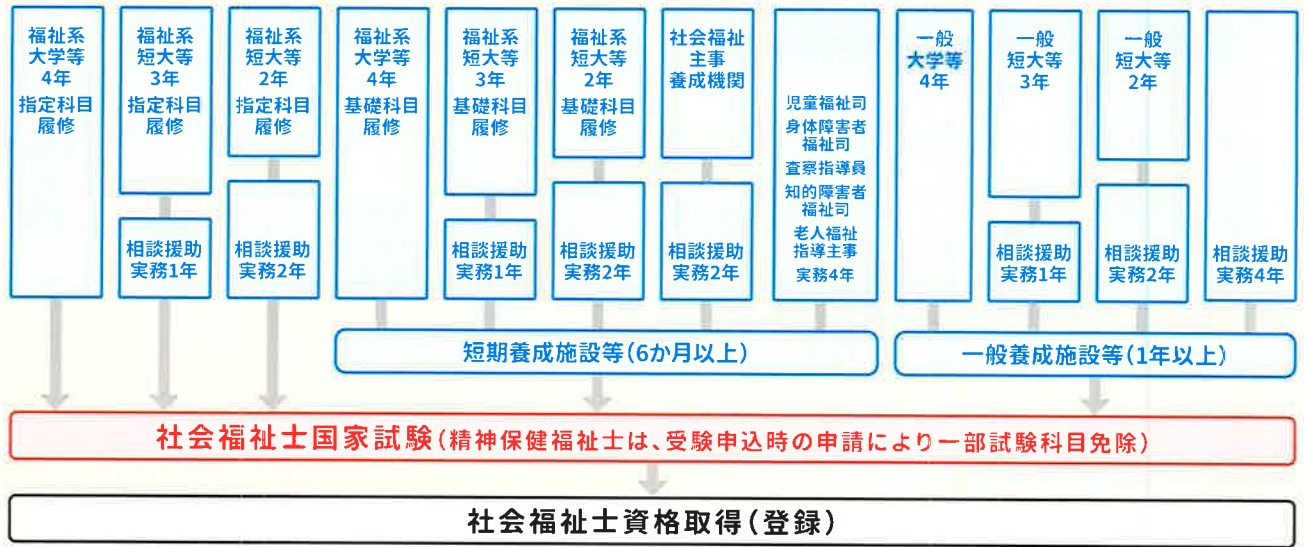 福祉系
大学等
4年
指定科目
履修
福祉系
短大等
3年
指定科目
履修
相談援助
実務1年
福祉系
短大等
2年
指定科目
履修
相談援助
実務2年
福祉系
大学等
4年
基礎科目
履修
福祉系
短大等
3年
基礎科目
履修
相談援助
実務1年
福祉系
短大等
2年
基礎科目
履修
相談援助
実務2年
社会福祉
主事
養成機関
相談援助
実務2年
児童福祉司
身体障害者
福祉司
査察指導員
知的障害者
福祉司
老人福祉
指導主事
実務4年
一般
大学等
4年
一般
短大等
3年
相談援助
実務1年
一般
短大等
2年
相談援助
実務2年
相談援助
実務4年
短期養成施設等(6か月以上)
一般養成施設等(1年以上)
社会福祉士国家試験(精神保健福祉士は、受験申込時の申請により一部試験科目免除)
社会福祉士資格取得(登録)